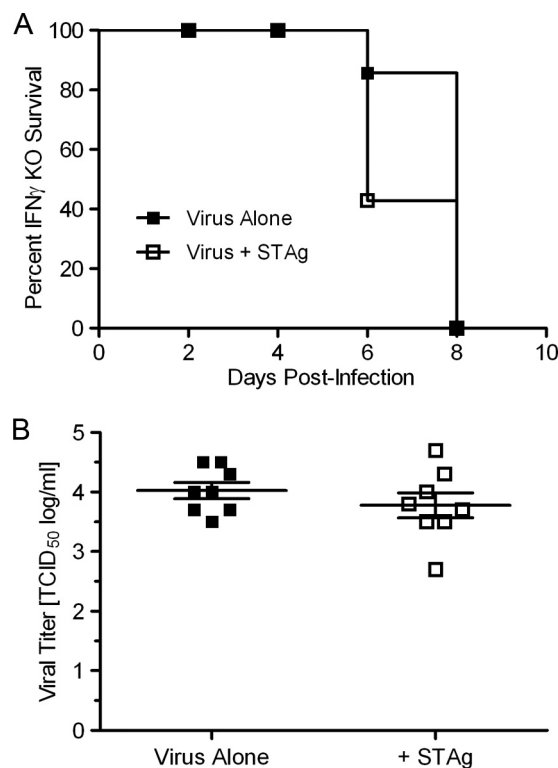 A
Percent IFNγ KO Survival
100
80
60
40
20
0
Virus Alone
Virus + STAg
0 2 4 6 8 10
Days Post-Infection
B
Viral Titer [TCID50 log/ml]
5
4
3
2
1
0
Virus Alone + STAg